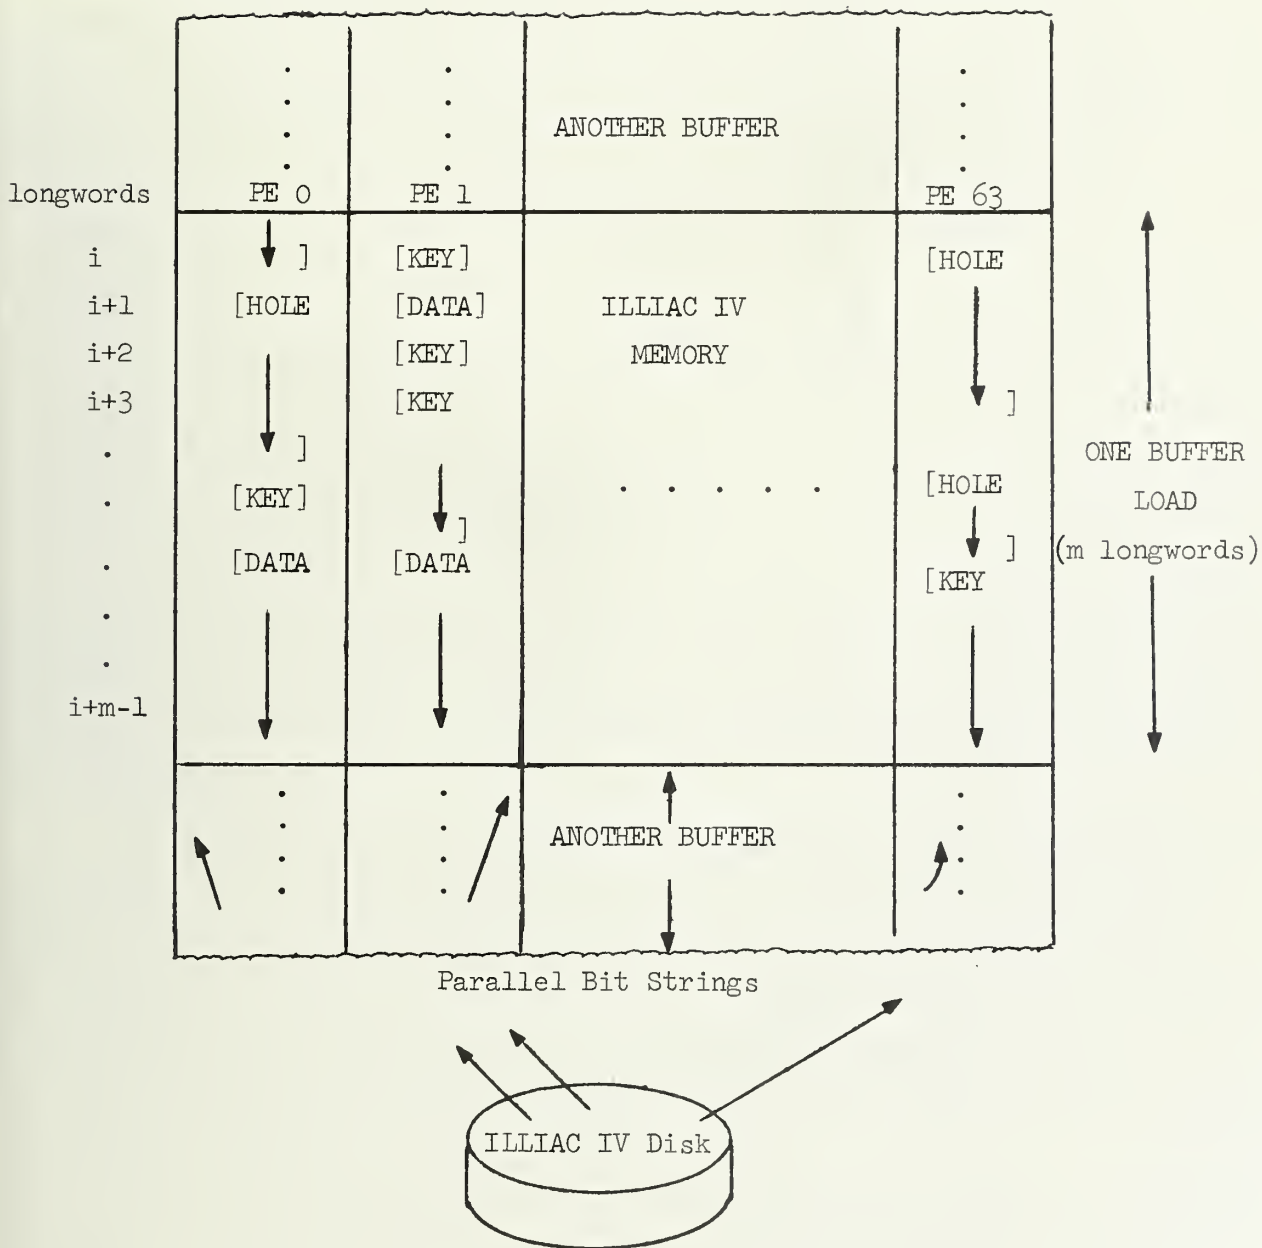 ANOTHER BUFFER
longwords PE 0 PE 1 PE 63
i ] [KEY] [HOLE
i+1 [HOLE [DATA] ILLIAC IV
i+2 [KEY] MEMORY
i+3 [KEY ]
. ] ONE BUFFER
. [KEY] . . . . . [HOLE LOAD
] ] (m longwords)
. [DATA [DATA [KEY
.
.
i+m-1
ANOTHER BUFFER
Parallel Bit Strings
ILLIAC IV Disk